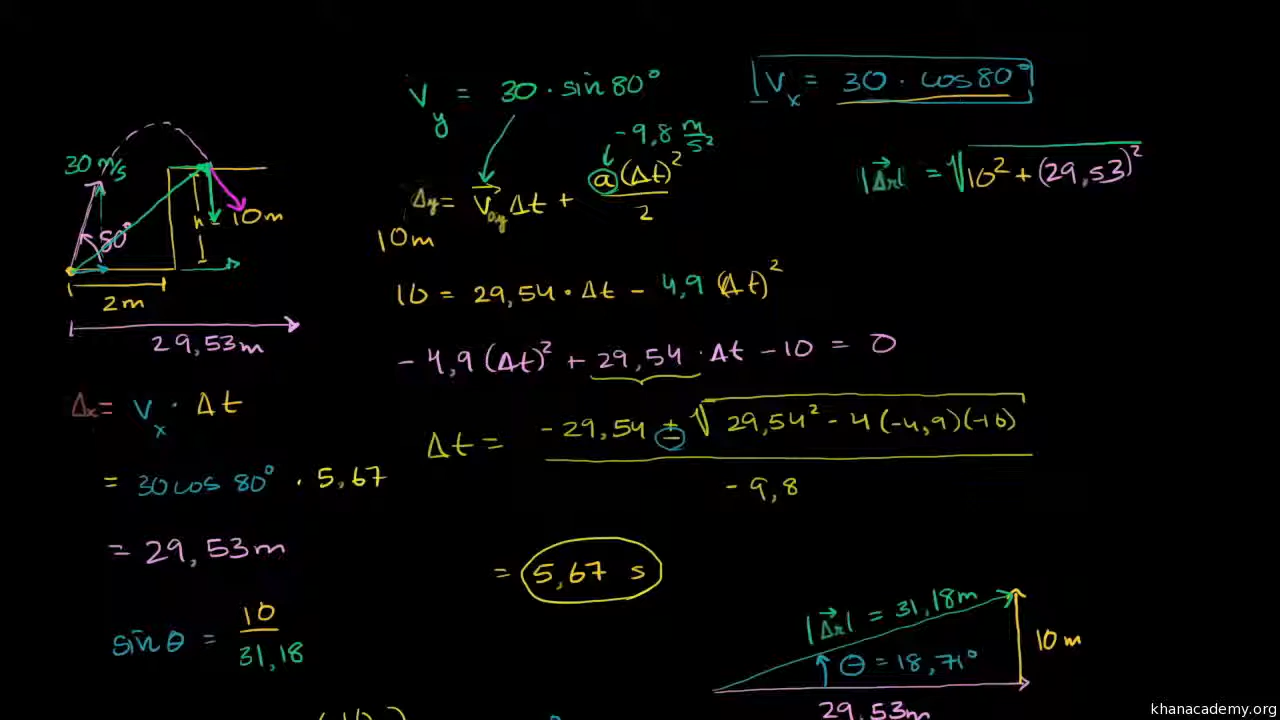 V_y = 30 · sin 80°
|V_x = 30 · cos 80°
-9,8 m/s²
30 m/s
|Δr| = √(10² + (29,53)²)
Δy = V_0y Δt + a(Δt)²/2
80°
h = 10m
10m
2m
10 = 29,54 · Δt - 4,9 (Δt)²
29,53m
-4,9 (Δt)² + 29,54 · Δt - 10 = 0
Δx = V_x · Δt
Δt = (-29,54 ± √(29,54² - 4(-4,9)(-10))) / -9,8
= 30 cos 80° · 5,67
= 29,53m
= 5,67 s
sin θ = 10/31,18
|Δr| = 31,18m
θ = 18,71°
10 m
29,53m
khanacademy.org